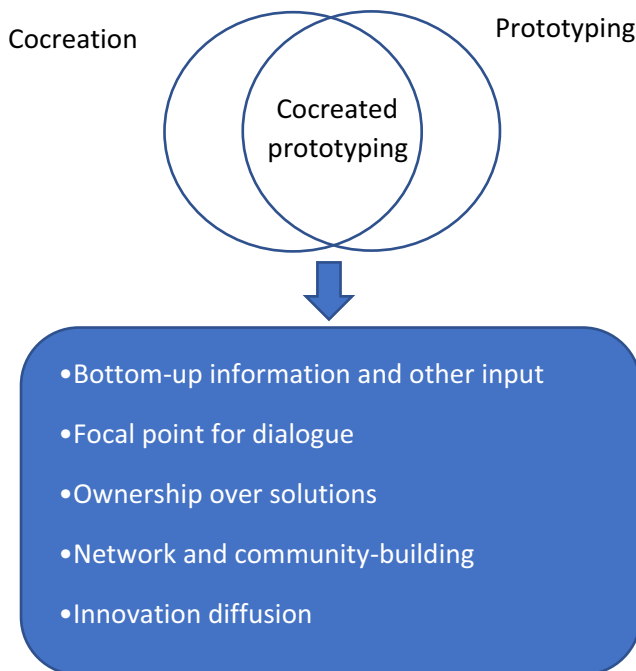 Cocreation
Prototyping
Cocreated
prototyping
•Bottom-up information and other input
•Focal point for dialogue
•Ownership over solutions
•Network and community-building
•Innovation diffusion